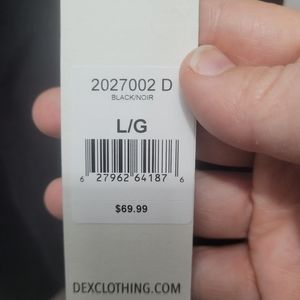 2027002 D
BLACK/NOIR
L/G
6 27962 64187 6
$69.99
DEXCLOTHING.COM